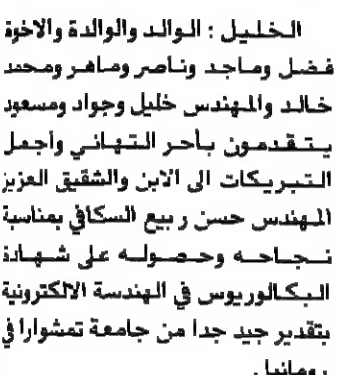 الخليل : الوالد والوالدة والاخوة
فضل وماجد وناصر وماهر ومحمد
خالد والمهندس خليل وجواد ومسعود
يتقدمون بأحر التهاني وأجمل
التبريكات الى الابن والشقيق العزيز
المهندس حسن ربيع السكافي بمناسبة
نجاحه وحصوله على شهادة
البكالوريوس في الهندسة الالكترونية
بتقدير جيد جدا من جامعة تمشوارا في
رومانيا .